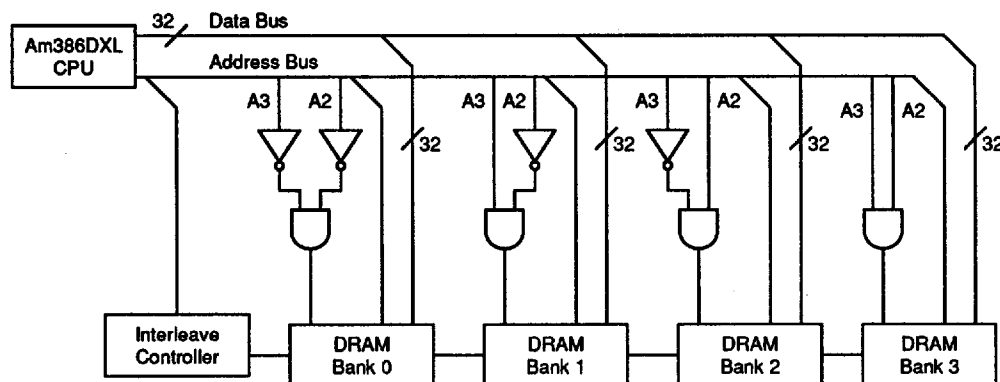 32
Data Bus
Am386DXL
CPU
Address Bus
A3
A2
32
A3
A2
32
A3
A2
32
A3
A2
32
Interleave
Controller
DRAM
Bank 0
DRAM
Bank 1
DRAM
Bank 2
DRAM
Bank 3